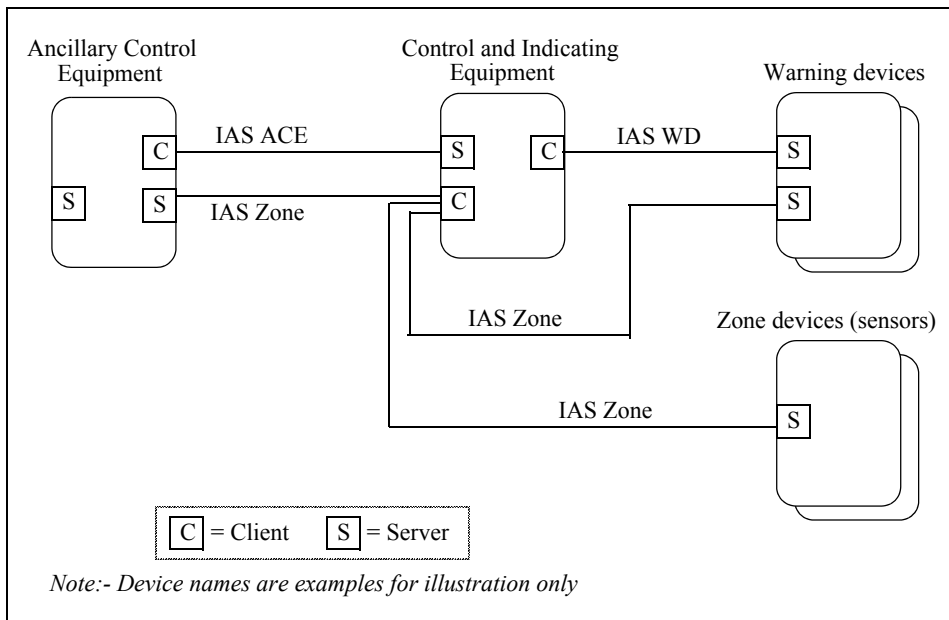 Ancillary Control
Equipment
Control and Indicating
Equipment
Warning devices
C
IAS ACE
S
C
IAS WD
S
S
S
IAS Zone
C
S
IAS Zone
Zone devices (sensors)
IAS Zone
S
C = Client S = Server
Note:- Device names are examples for illustration only